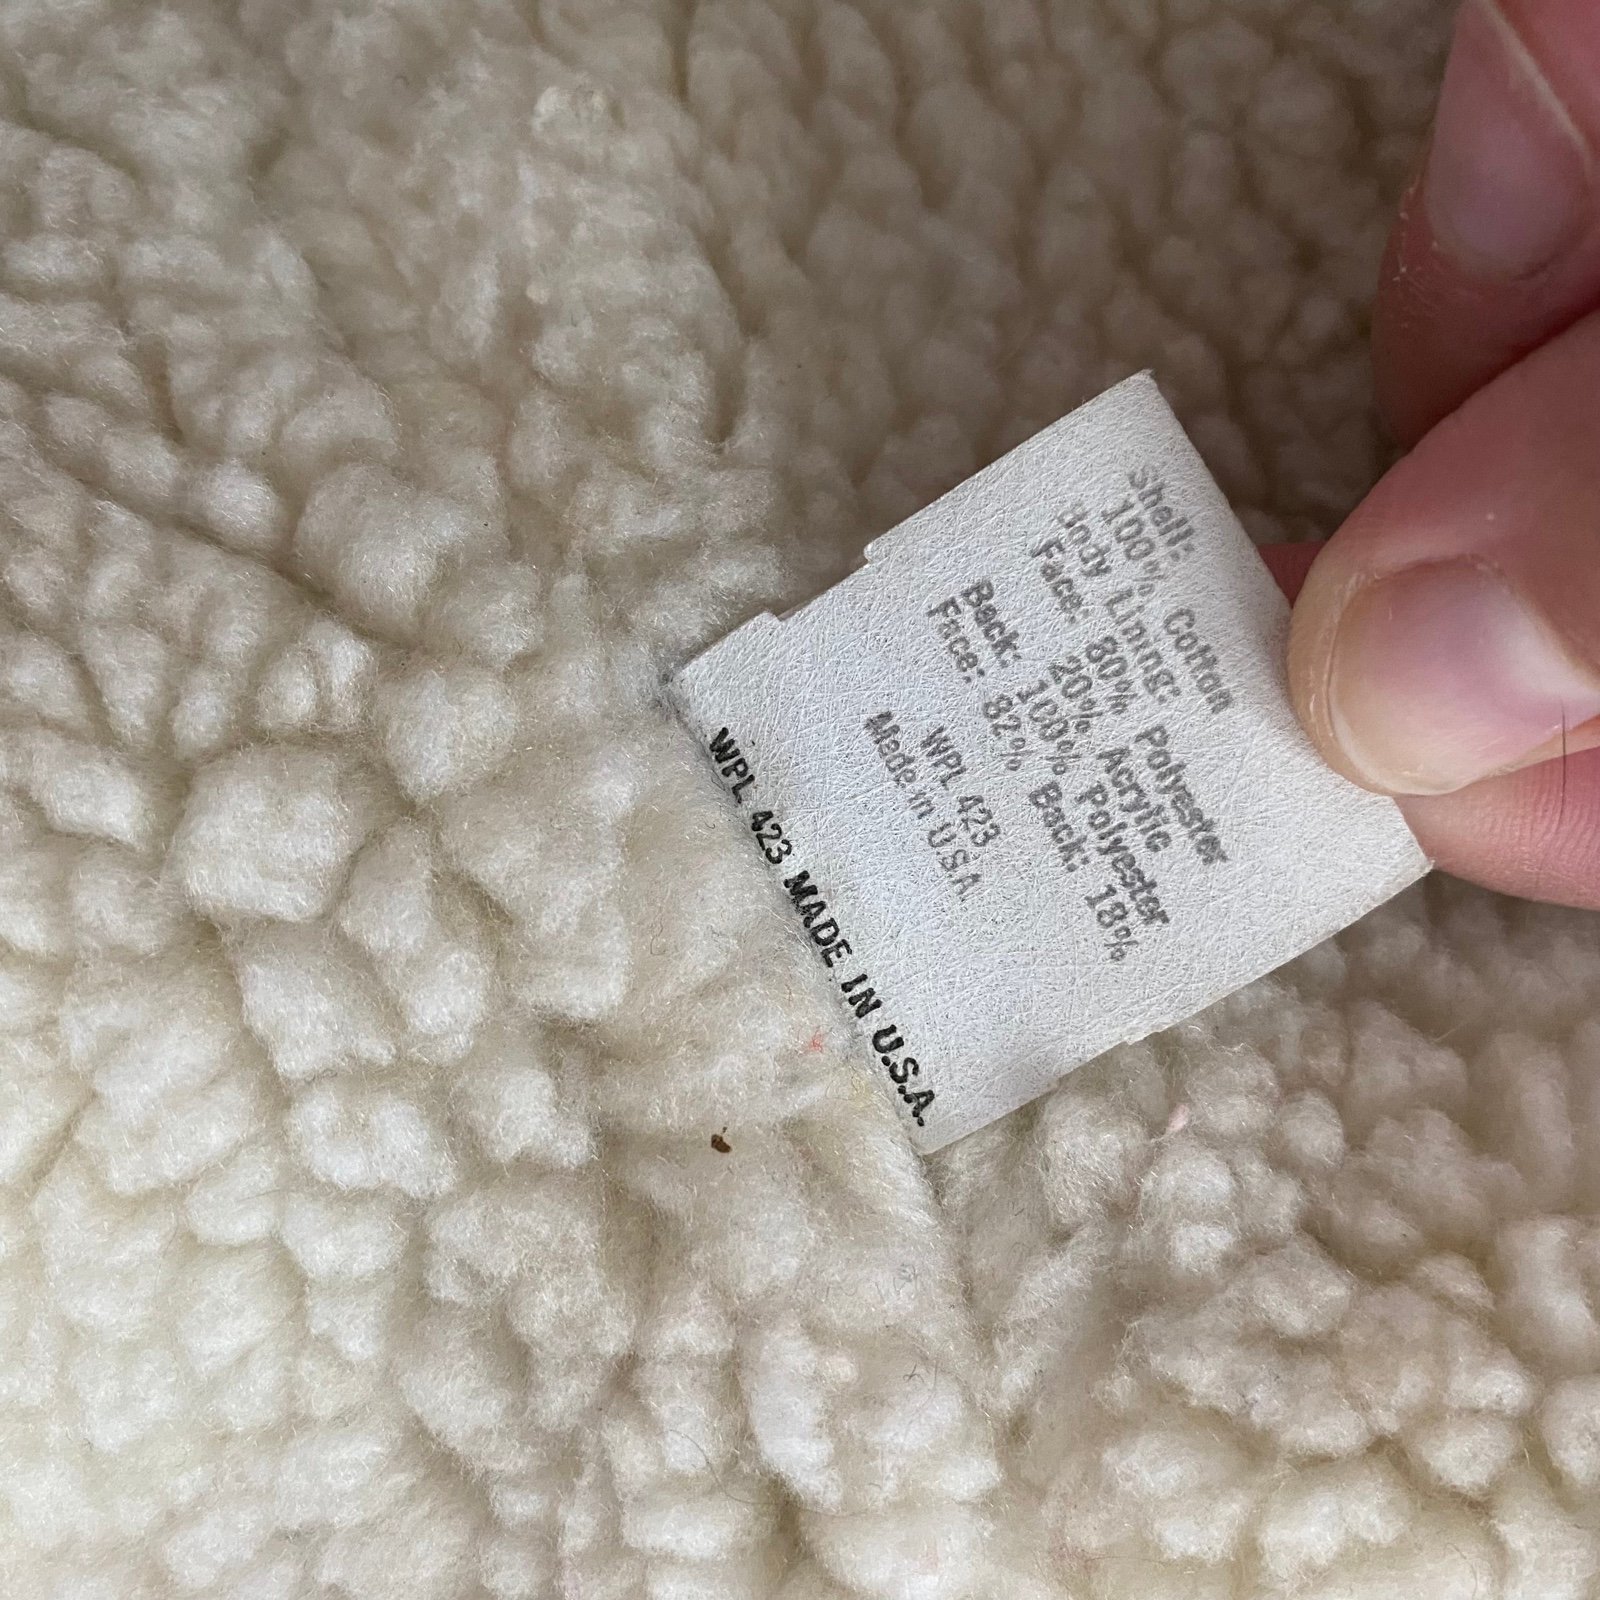 Shell:
100% Cotton
Body Lining:
Face: 80% Polyester
20% Acrylic
Back: 100% Polyester
Face: 82% Back: 18%
WPL 423
Made in U.S.A.
WPL 423 MADE IN U.S.A.